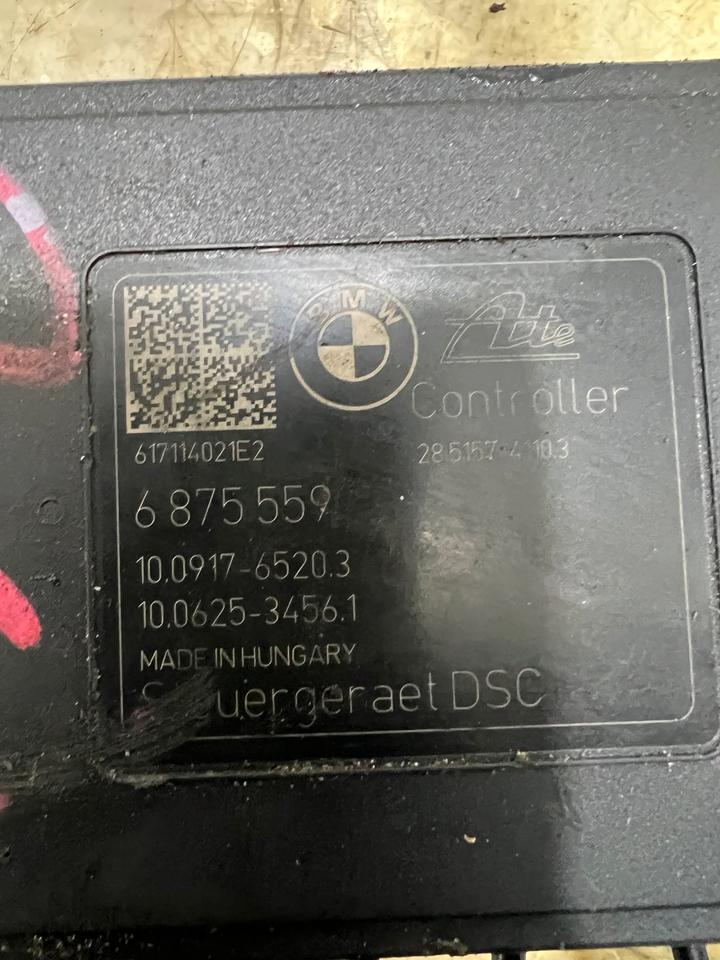 BMW
Ate
Controller
617114021E2
28.5157-4110.3
6 875 559
10.0917-6520.3
10.0625-3456.1
MADE IN HUNGARY
DSC